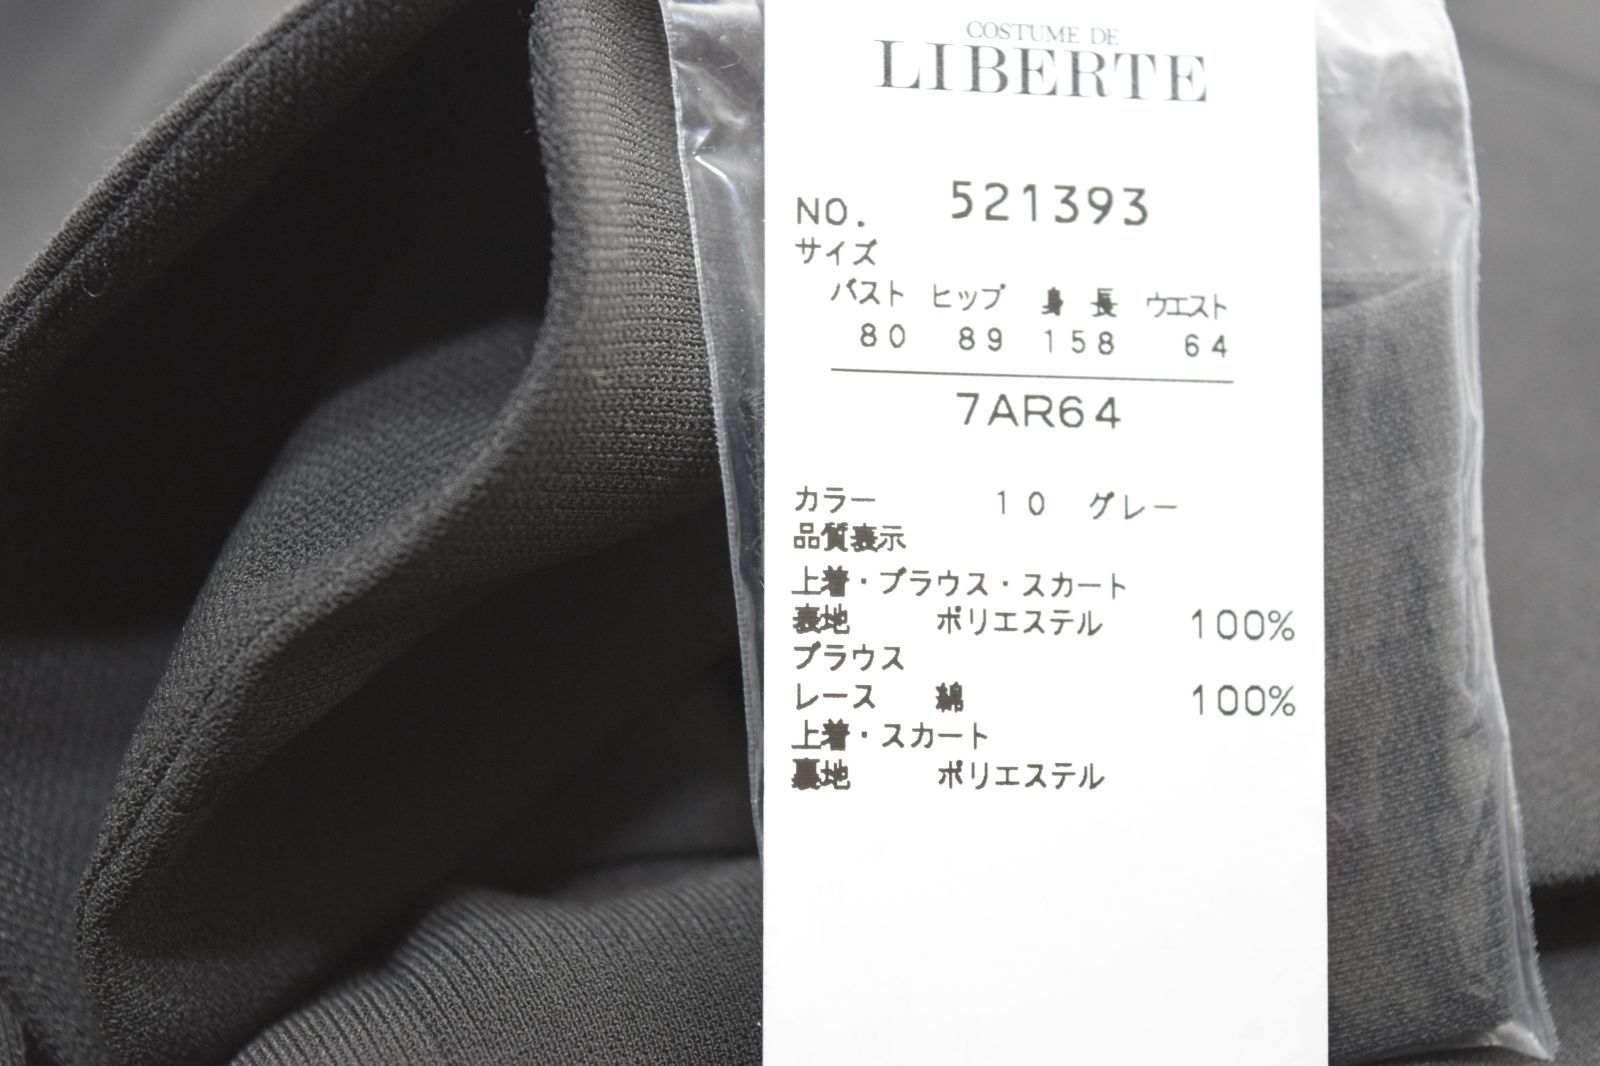 COSTUME DE
LIBERTE
NO. 521393
サイズ
バスト ヒップ 身長 ウエスト
80 89 158 64
7AR64
カラー 10 グレー
品質表示
上着・ブラウス・スカート
表地 ポリエステル 100%
ブラウス
レース 綿 100%
上着・スカート
裏地 ポリエステル